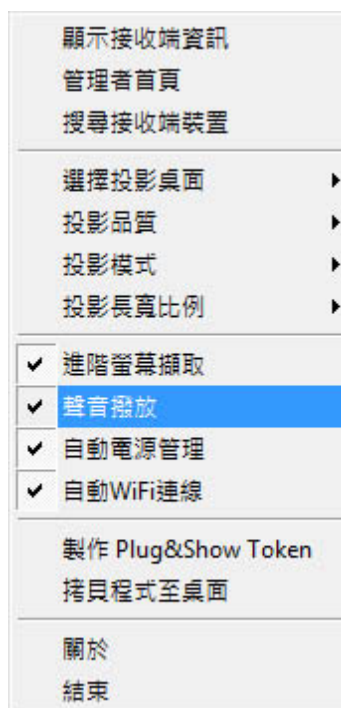 顯示接收端資訊
管理者首頁
搜尋接收端裝置
選擇投影桌面
投影品質
投影模式
投影長寬比例
進階螢幕擷取
聲音撥放
自動電源管理
自動WiFi連線
製作 Plug&Show Token
拷貝程式至桌面
關於
結束